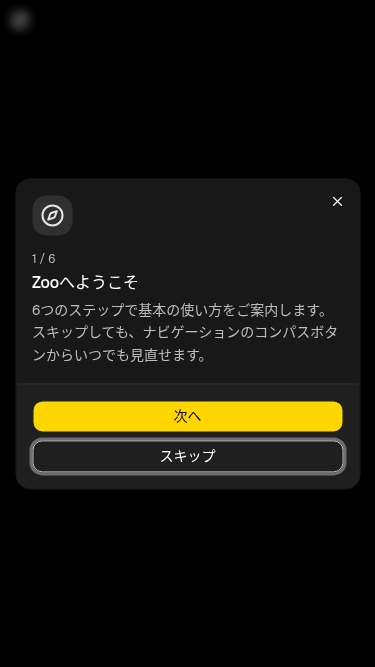 1 / 6
Zooへようこそ
6つのステップで基本の使い方をご案内します。
スキップしても、ナビゲーションのコンパスボタ
ンからいつでも見直せます。
次へ
スキップ